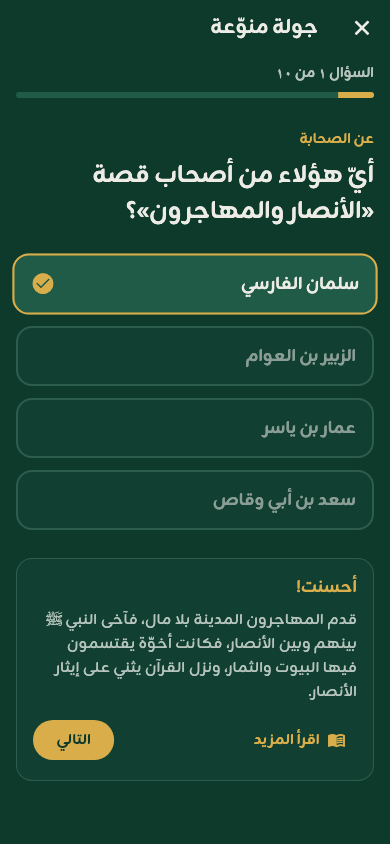 جولة منوّعة
السؤال ١ من ١٠
عن الصحابة
أيّ هؤلاء من أصحاب قصة
«الأنصار والمهاجرون»؟
سلمان الفارسي
الزبير بن العوام
عمار بن ياسر
سعد بن أبي وقاص
أحسنت!
قدم المهاجرون المدينة بلا مال، فآخى النبي ﷺ
بينهم وبين الأنصار، فكانت أخوّة يقتسمون
فيها البيوت والثمار، ونزل القرآن يثني على إيثار
الأنصار.
اقرأ المزيد
التالي